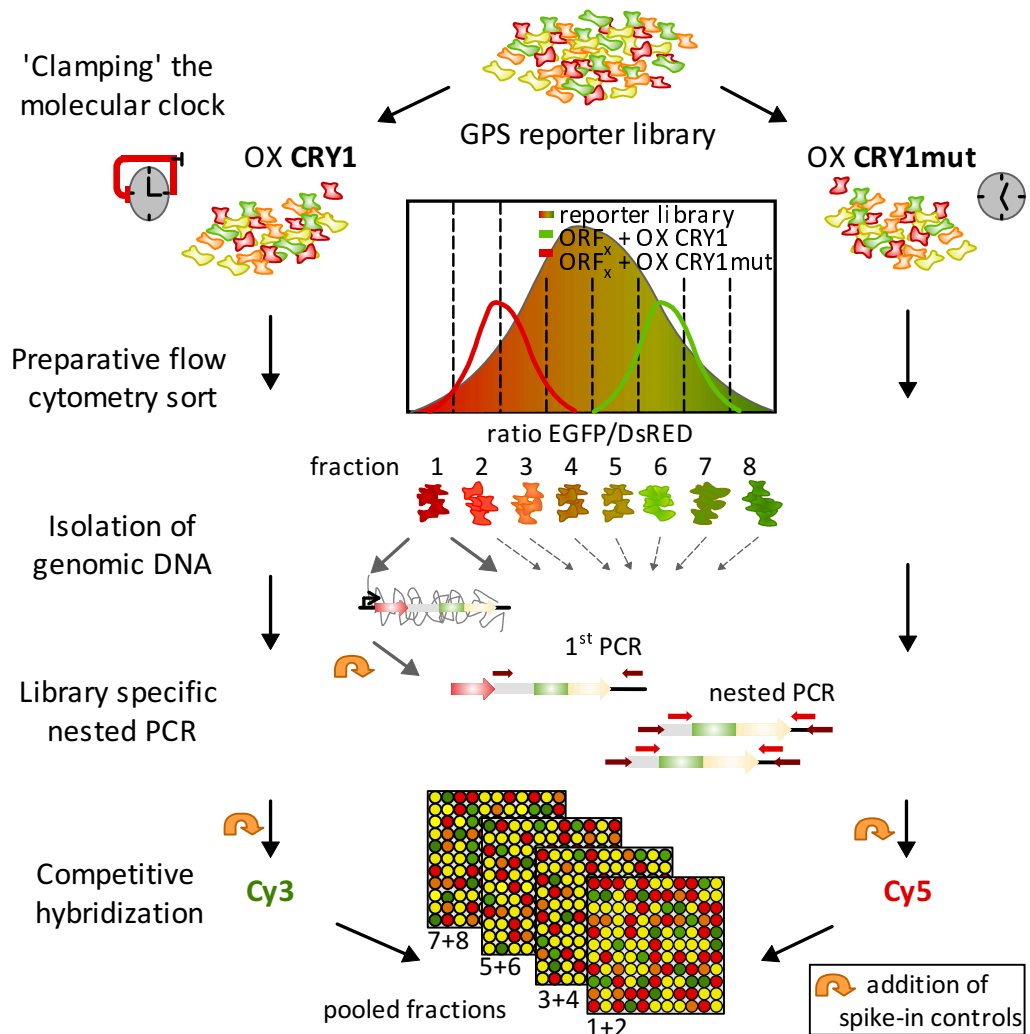 'Clamping' the
molecular clock
GPS reporter library
OX CRY1
OX CRY1mut
reporter library
ORFx + OX CRY1
ORFx + OX CRY1mut
Preparative flow
cytometry sort
ratio EGFP/DsRED
fraction 1 2 3 4 5 6 7 8
Isolation of
genomic DNA
1st PCR
Library specific
nested PCR
nested PCR
Competitive
hybridization
Cy3
Cy5
7+8
5+6
3+4
1+2
pooled fractions
addition of
spike-in controls